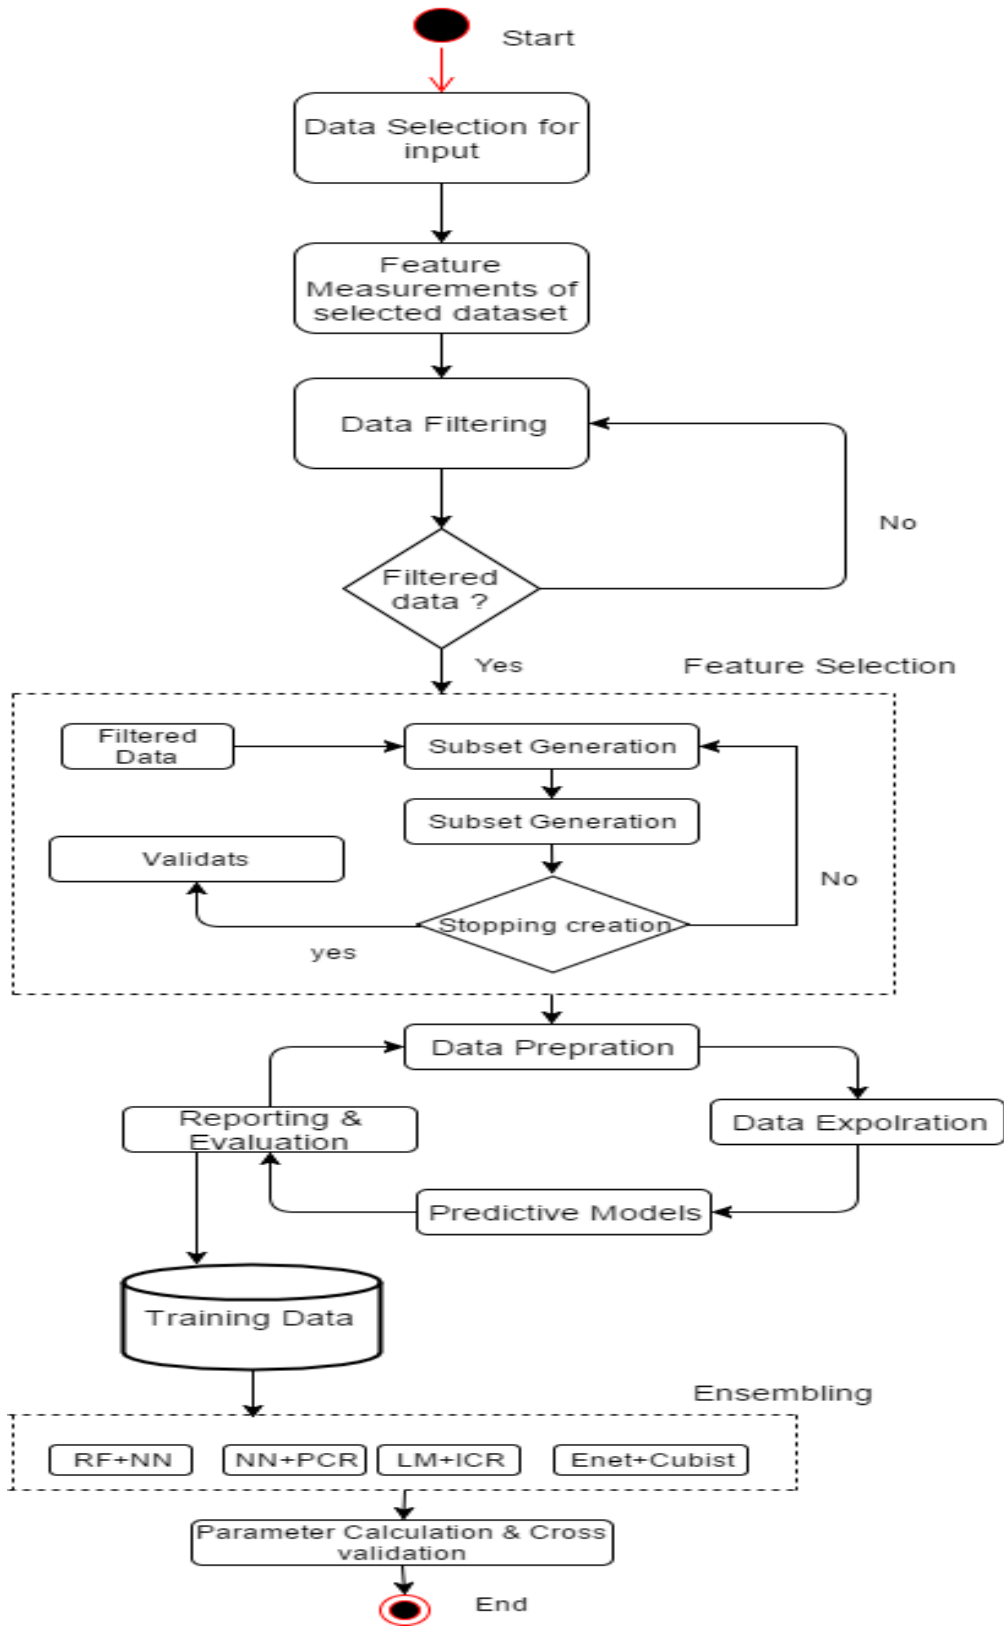 Start
Data Selection for
input
Feature
Measurements of
selected dataset
Data Filtering
No
Filtered
data ?
Yes
Feature Selection
Filtered
Data
Subset Generation
Subset Generation
Validats
No
Stopping creation
yes
Data Prepration
Reporting &
Evaluation
Data Expolration
Predictive Models
Training Data
Ensembling
RF+NN
NN+PCR
LM+ICR
Enet+Cubist
Parameter Calculation & Cross
validation
End